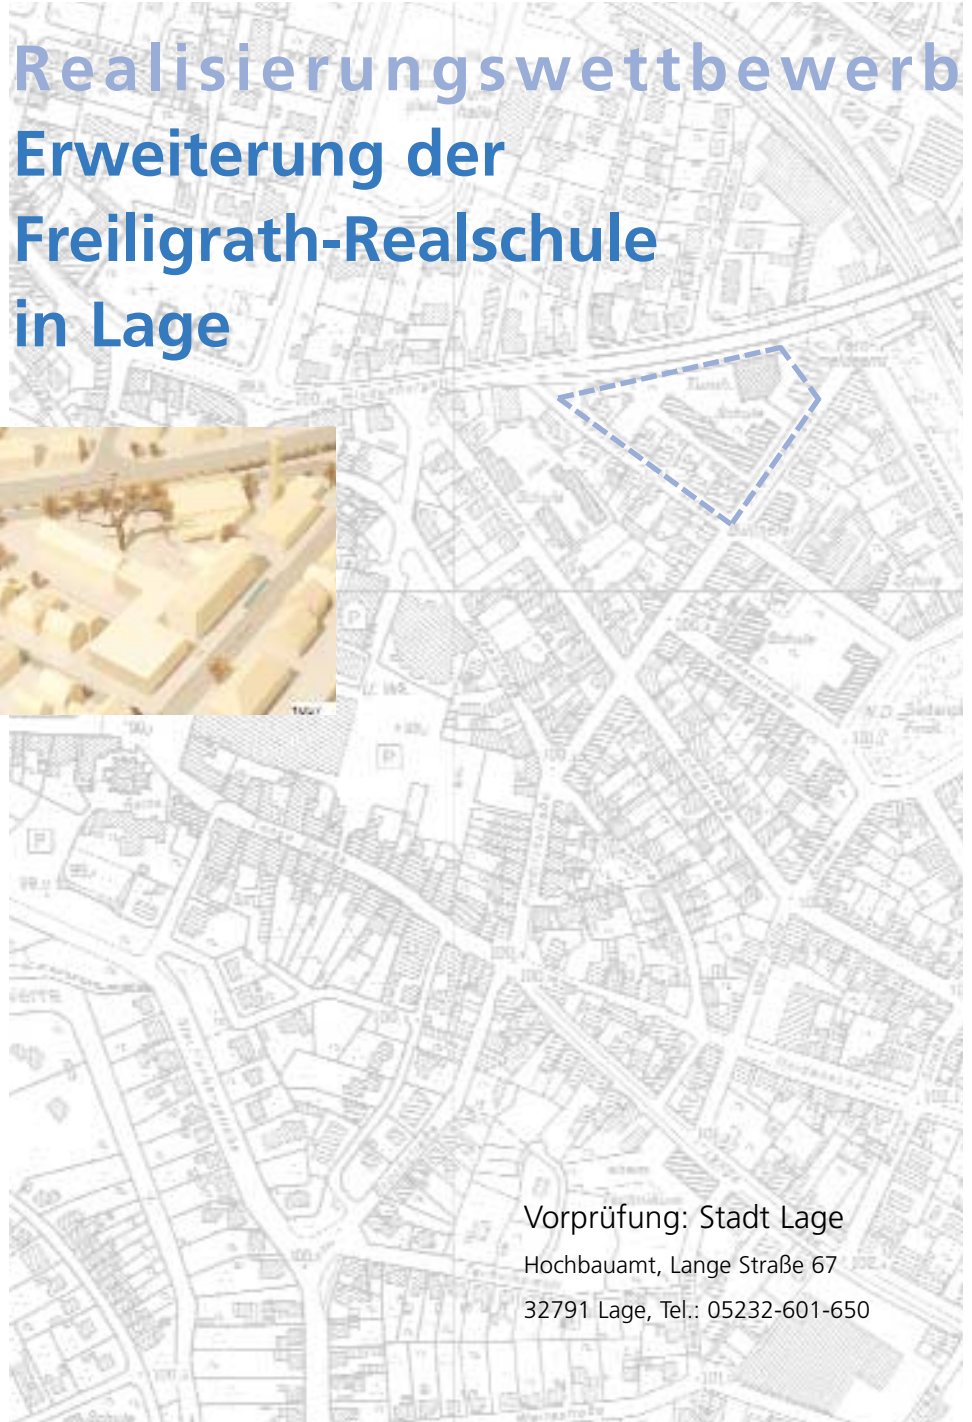 Realisierungswettbewerb
Erweiterung der
Freiligrath-Realschule
in Lage
P
P
P
Vorprüfung: Stadt Lage
Hochbauamt, Lange Straße 67
32791 Lage, Tel.: 05232-601-650